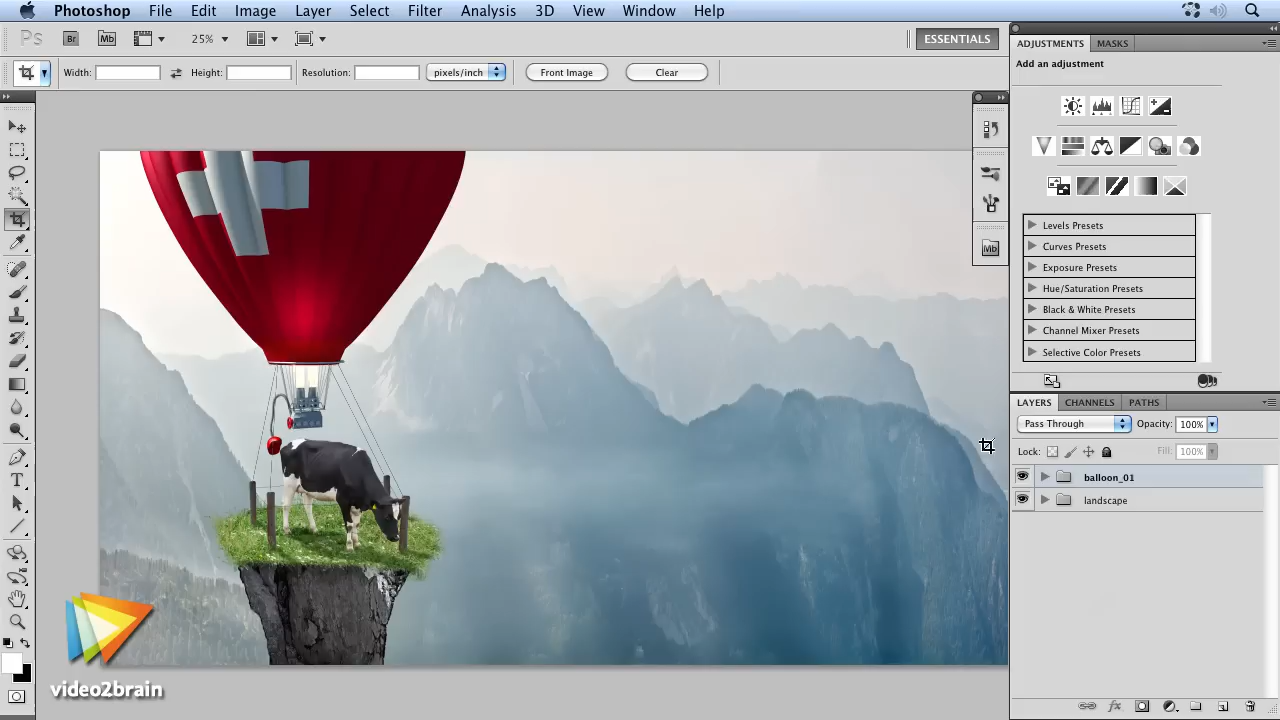 Photoshop File Edit Image Layer Select Filter Analysis 3D View Window Help
Ps Br Mb 25% ESSENTIALS
Width: Height: Resolution: pixels/inch Front Image Clear
ADJUSTMENTS MASKS
Add an adjustment
Mb
Levels Presets
Curves Presets
Exposure Presets
Hue/Saturation Presets
Black & White Presets
Channel Mixer Presets
Selective Color Presets
LAYERS CHANNELS PATHS
Pass Through Opacity: 100%
Lock: Fill: 100%
balloon_01
landscape
T
fx
video2brain